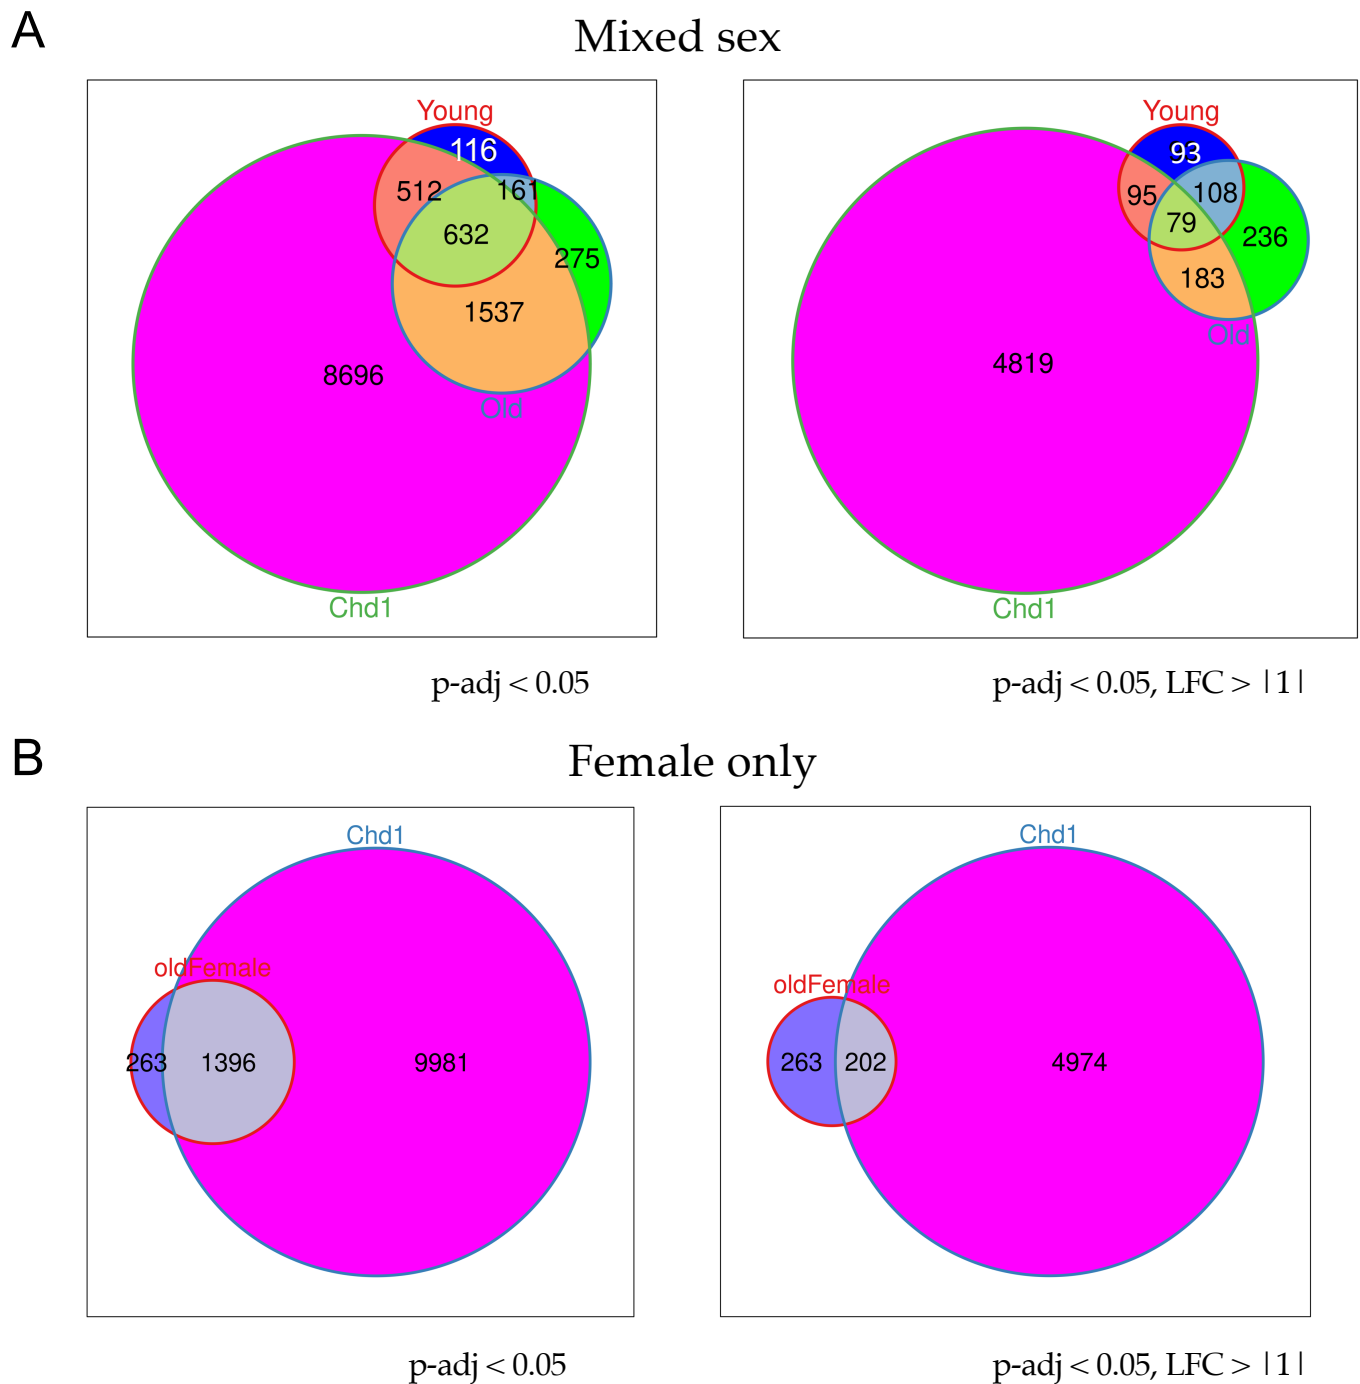 A
Mixed sex
Young
116
512
161
632
275
1537
8696
Old
Chd1
p-adj < 0.05
Young
93
95
108
79
236
183
Old
4819
Chd1
p-adj < 0.05, LFC > |1|
B
Female only
Chd1
oldFemale
263
1396
9981
p-adj < 0.05
Chd1
oldFemale
263
202
4974
p-adj < 0.05, LFC > |1|